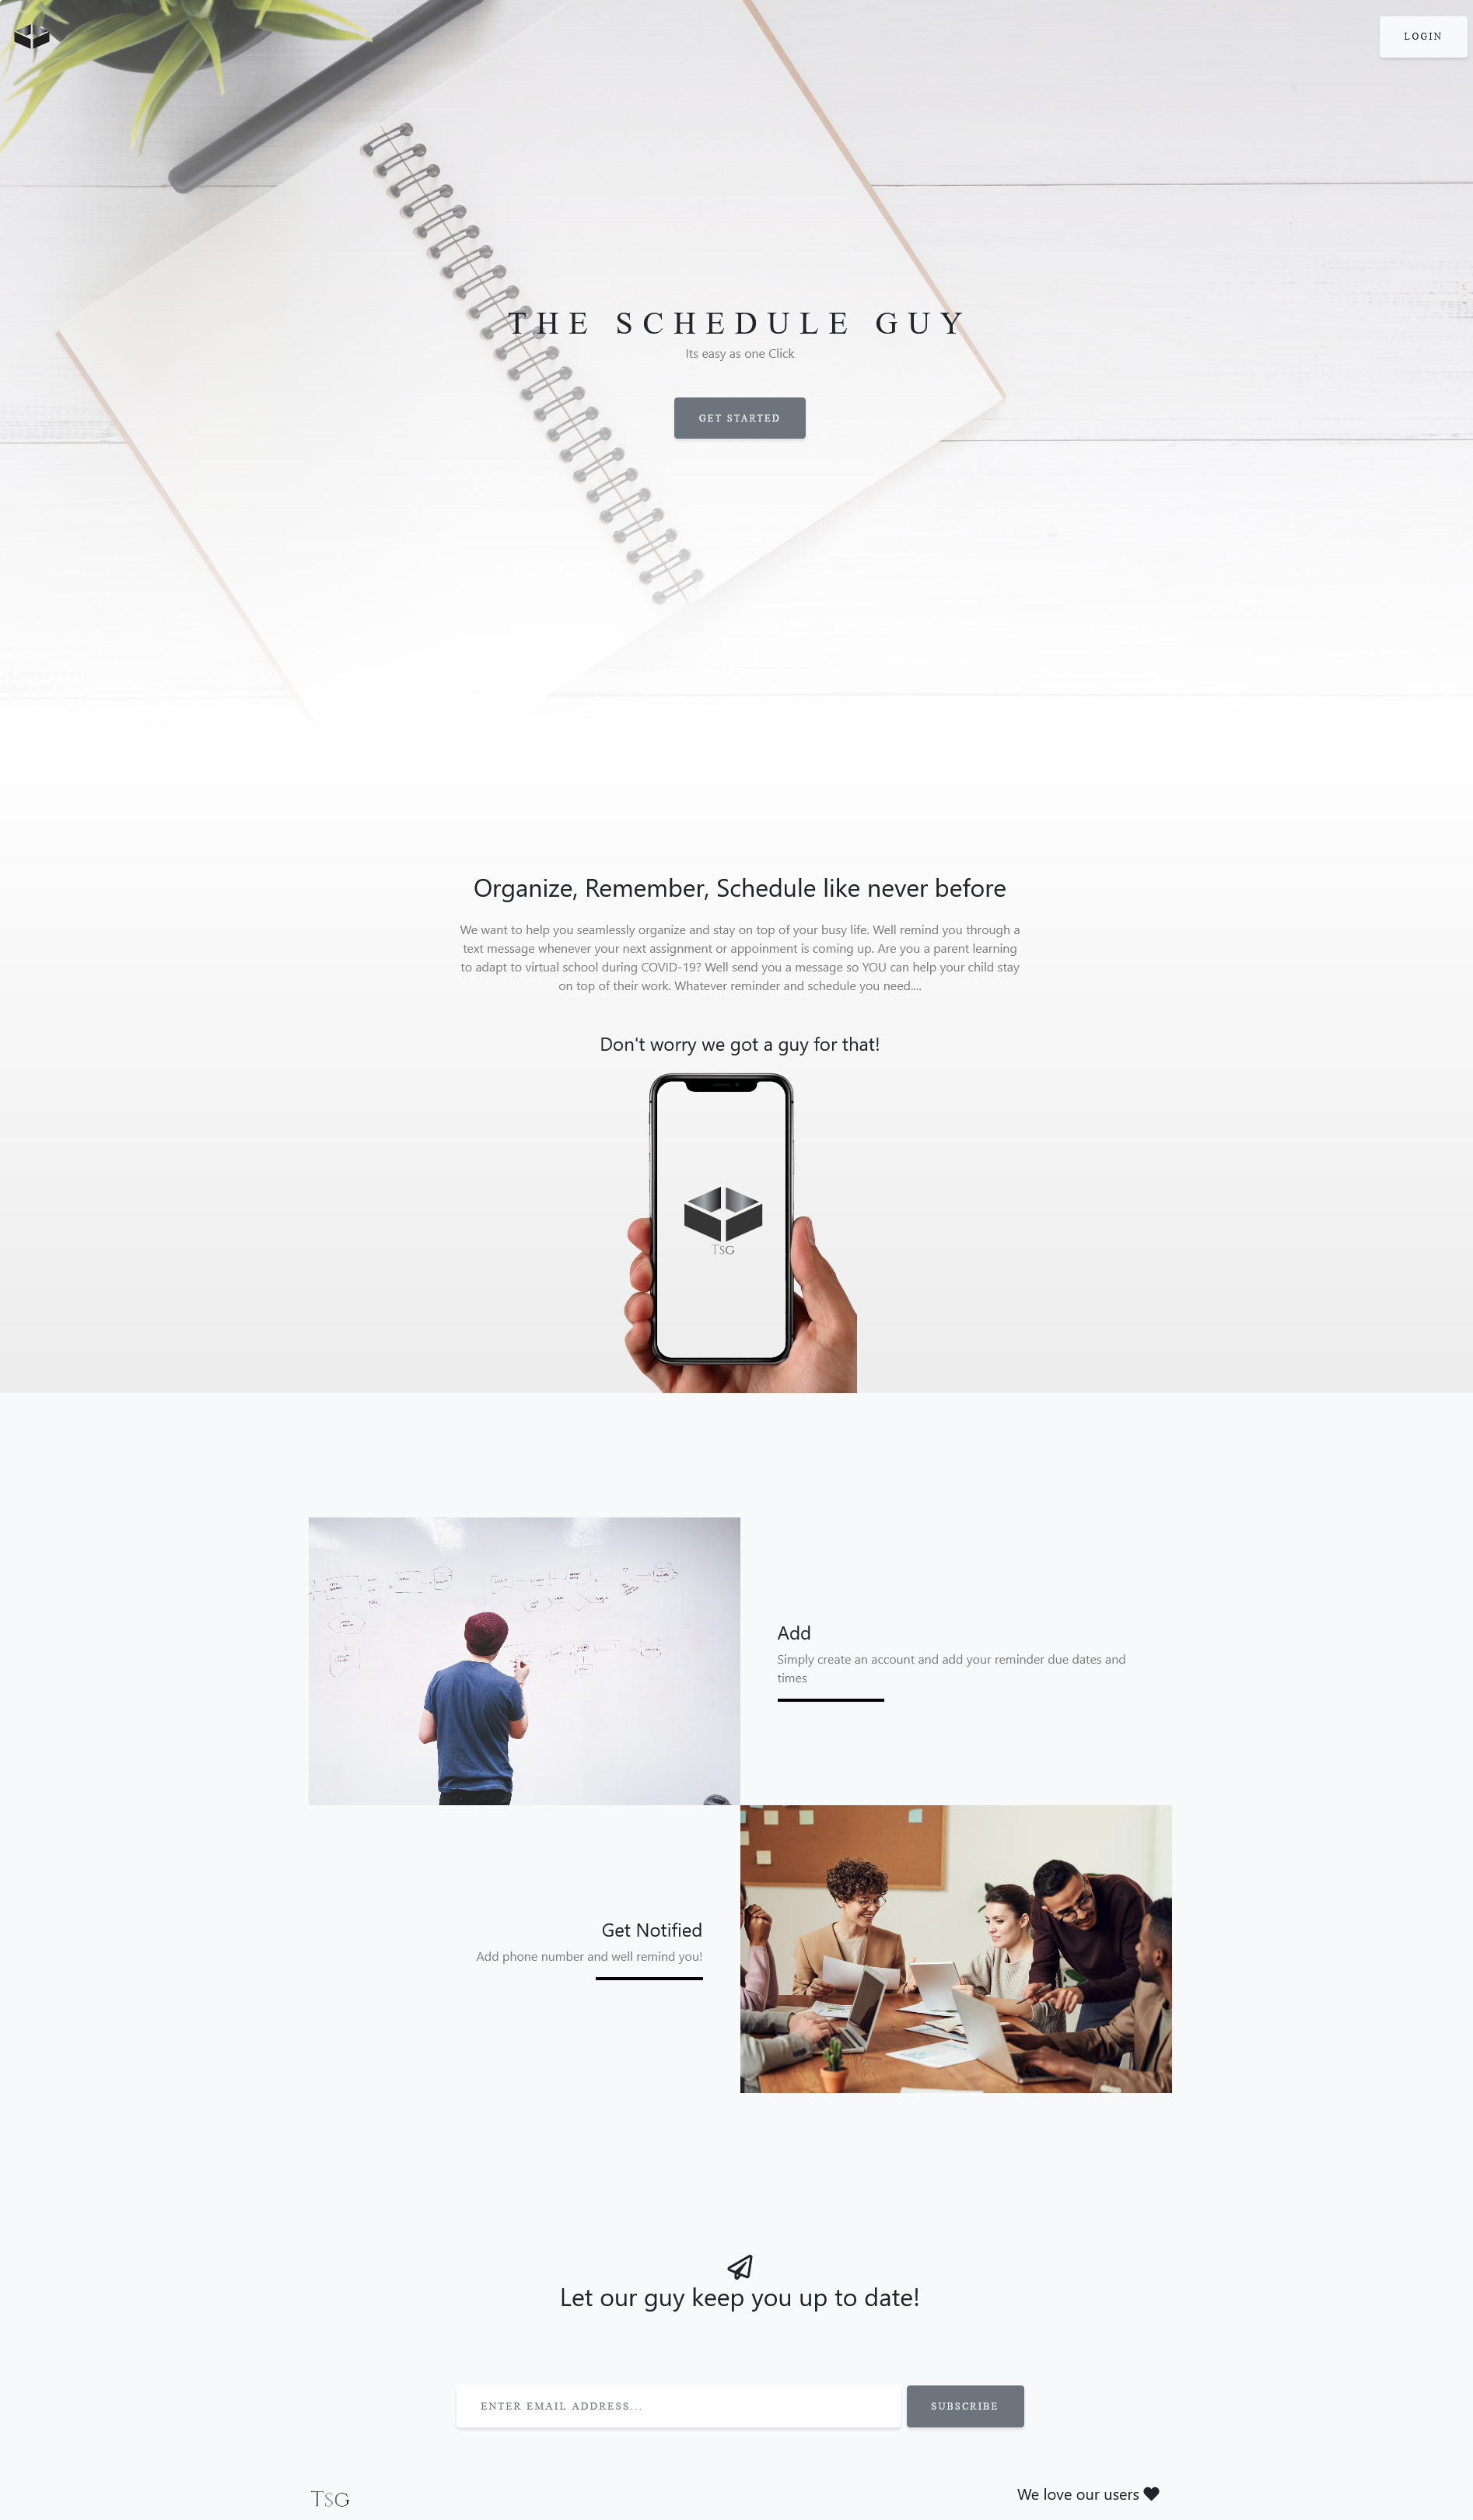 LOGIN
THE SCHEDULE GUY
Its easy as one Click
GET STARTED
Organize, Remember, Schedule like never before
We want to help you seamlessly organize and stay on top of your busy life. Well remind you through a
text message whenever your next assignment or appoinment is coming up. Are you a parent learning
to adapt to virtual school during COVID-19? Well send you a message so YOU can help your child stay
on top of their work. Whatever reminder and schedule you need....
Don't worry we got a guy for that!
TSG
Add
Simply create an account and add your reminder due dates and
times
Get Notified
Add phone number and well remind you!
Let our guy keep you up to date!
ENTER EMAIL ADDRESS...
SUBSCRIBE
TSG
We love our users